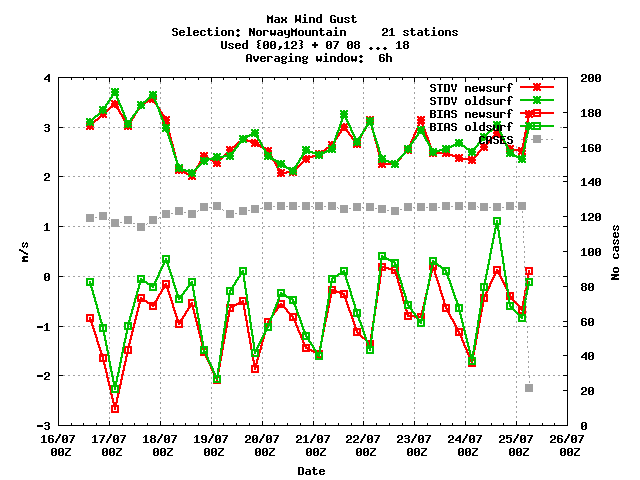 Max Wind Gust
Selection: NorwayMountain 21 stations
Used {00,12} + 07 08 ... 18
Averaging window: 6h
STDV newsurf
STDV oldsurf
BIAS newsurf
BIAS oldsurf
CASES
4
3
2
1
0
-1
-2
-3
m/s
200
180
160
140
120
100
80
60
40
20
0
No cases
16/07 17/07 18/07 19/07 20/07 21/07 22/07 23/07 24/07 25/07 26/07
00Z 00Z 00Z 00Z 00Z 00Z 00Z 00Z 00Z 00Z 00Z
Date